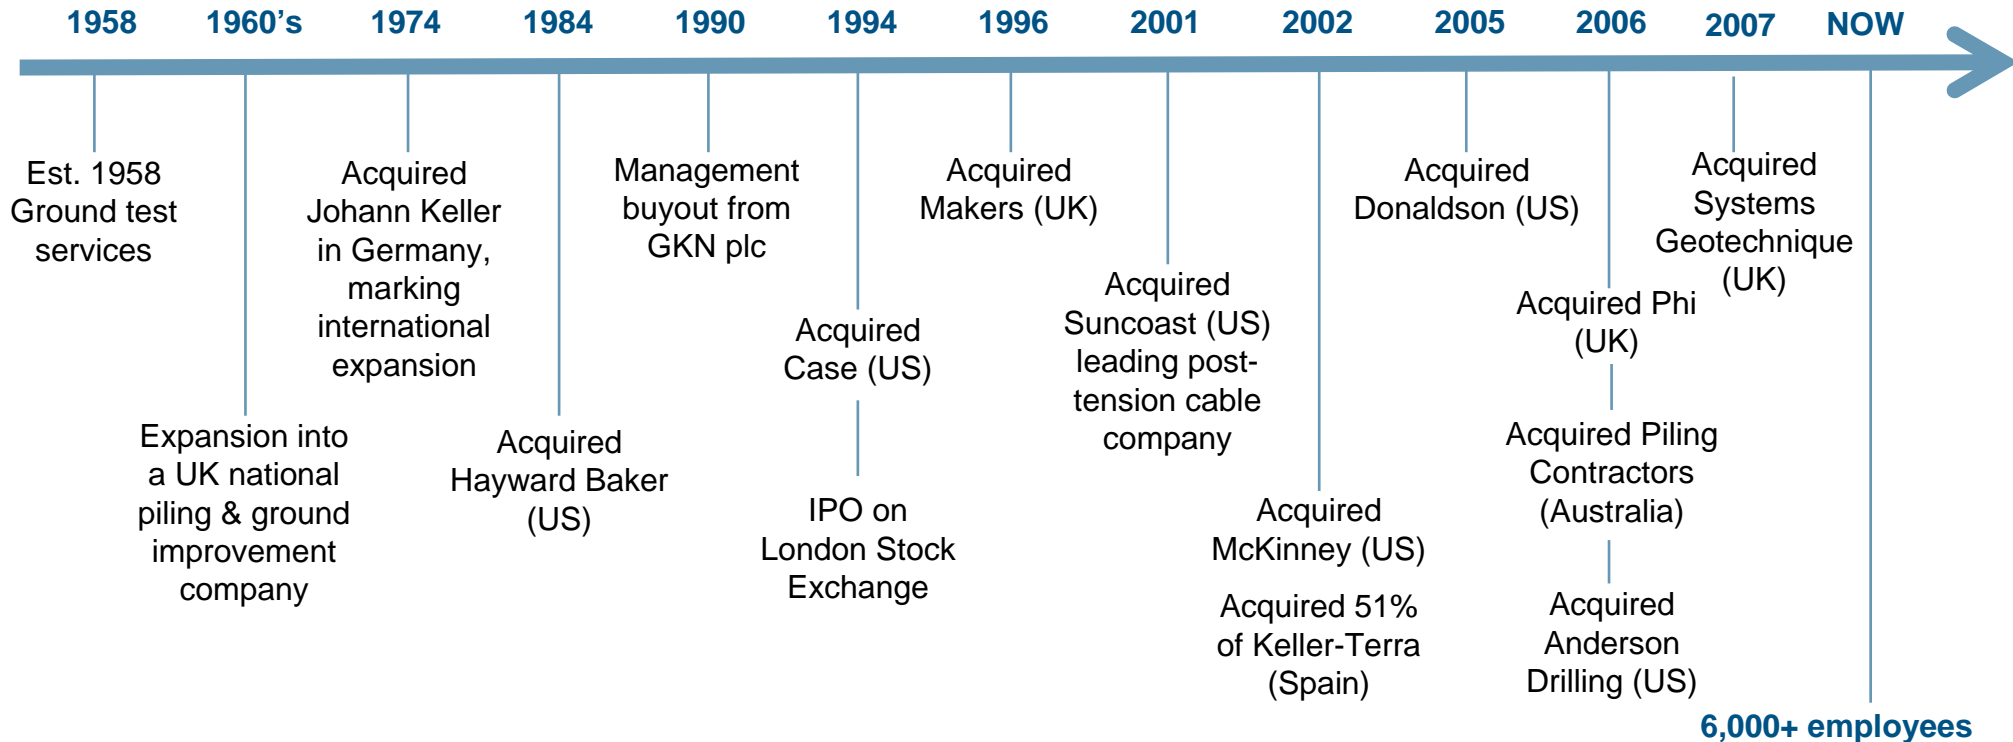 1958
1960's
1974
1984
1990
1994
1996
2001
2002
2005
2006
2007
NOW
Est. 1958
Ground test
services
Expansion into
a UK national
piling & ground
improvement
company
Acquired
Johann Keller
in Germany,
marking
international
expansion
Acquired
Hayward Baker
(US)
Management
buyout from
GKN plc
Acquired
Case (US)
IPO on
London Stock
Exchange
Acquired
Makers (UK)
Acquired
Suncoast (US)
leading post-
tension cable
company
Acquired
McKinney (US)
Acquired 51%
of Keller-Terra
(Spain)
Acquired
Donaldson (US)
Acquired Phi
(UK)
Acquired Piling
Contractors
(Australia)
Acquired
Anderson
Drilling (US)
Acquired
Systems
Geotechnique
(UK)
6,000+ employees